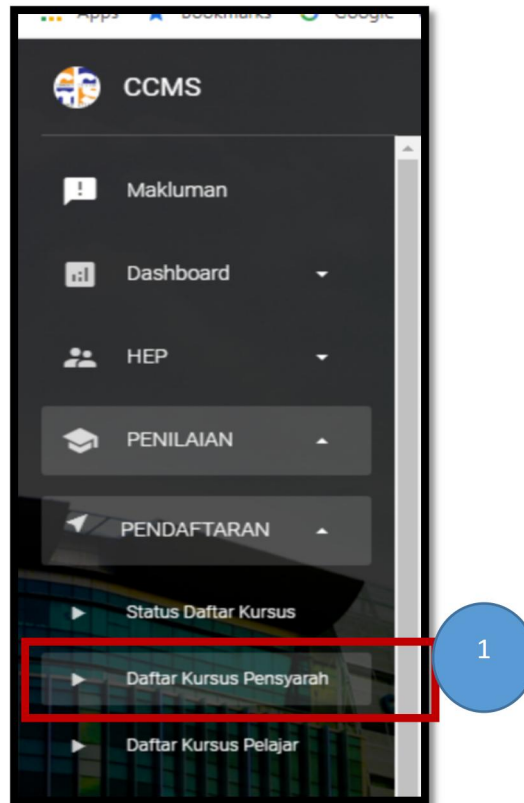 Apps Bookmarks Google
CCMS
Makluman
Dashboard
HEP
PENILAIAN
PENDAFTARAN
Status Daftar Kursus
Daftar Kursus Pensyarah
1
Daftar Kursus Pelajar